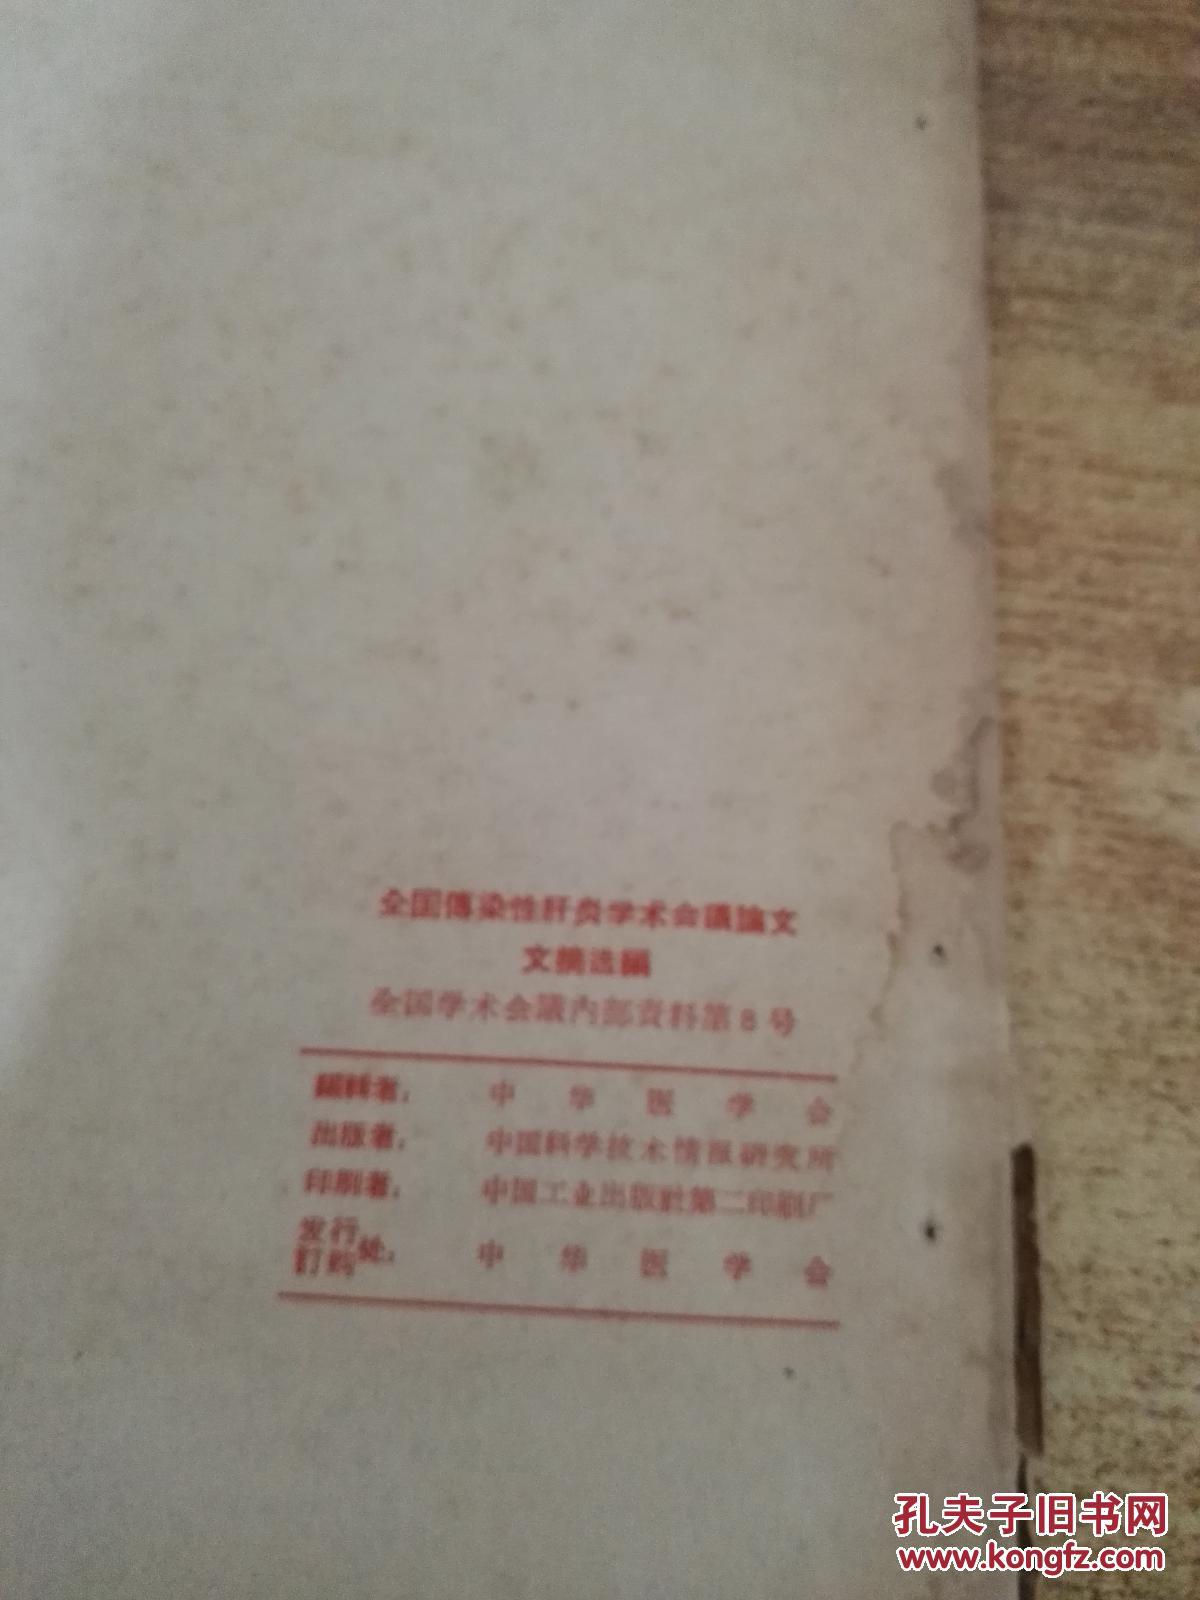 全国傳染性肝炎学术会議論文
文摘选編
全国学术会議内部資料第8号
編輯者: 中华医学会
出版者: 中国科学技术情报研究所
印刷者: 中国工业出版社第二印刷厂
发行
訂购处: 中华医学会
孔夫子旧书网
www.kongfz.com